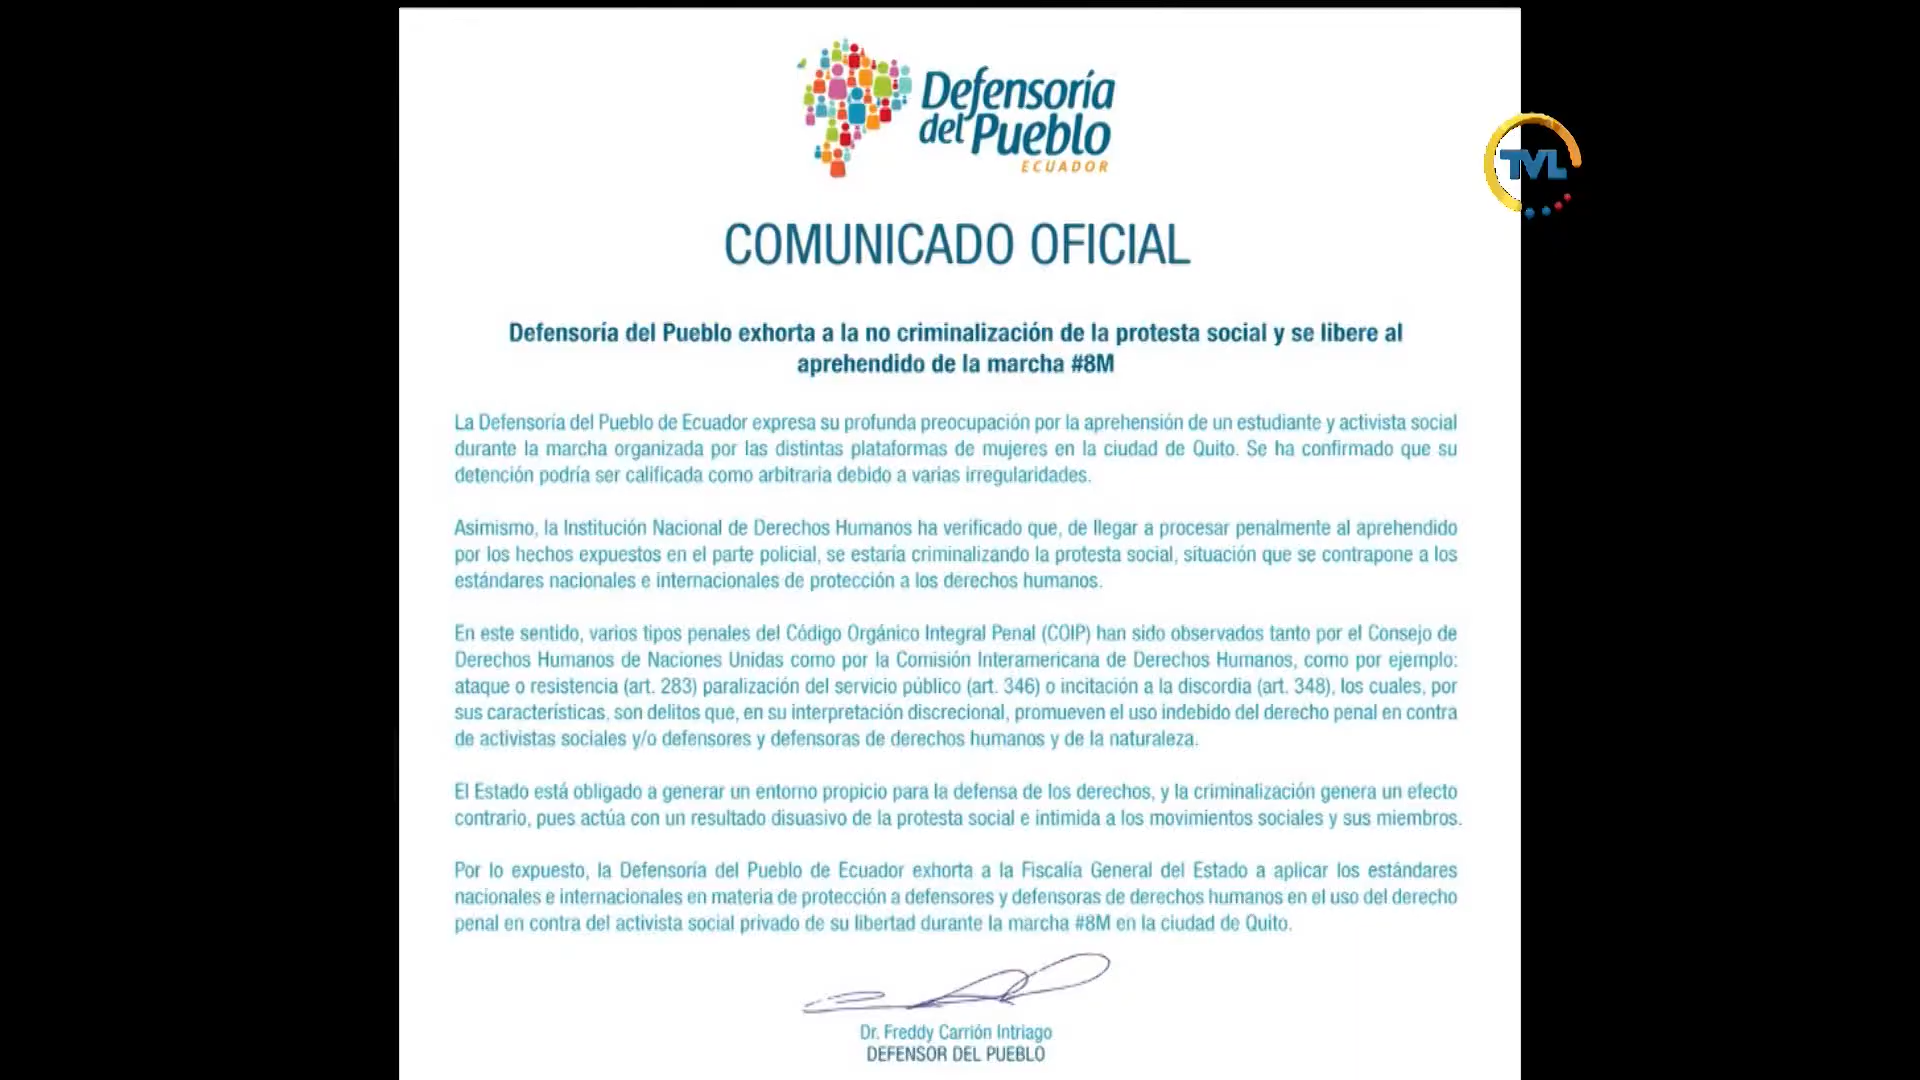 Defensoría
del Pueblo
ECUADOR
TVL
COMUNICADO OFICIAL
Defensoría del Pueblo exhorta a la no criminalización de la protesta social y se libere al
aprehendido de la marcha #8M
La Defensoría del Pueblo de Ecuador expresa su profunda preocupación por la aprehensión de un estudiante y activista social
durante la marcha organizada por las distintas plataformas de mujeres en la ciudad de Quito. Se ha confirmado que su
detención podría ser calificada como arbitraria debido a varias irregularidades.
Asimismo, la Institución Nacional de Derechos Humanos ha verificado que, de llegar a procesar penalmente al aprehendido
por los hechos expuestos en el parte policial, se estaría criminalizando la protesta social, situación que se contrapone a los
estándares nacionales e internacionales de protección a los derechos humanos.
En este sentido, varios tipos penales del Código Orgánico Integral Penal (COIP) han sido observados tanto por el Consejo de
Derechos Humanos de Naciones Unidas como por la Comisión Interamericana de Derechos Humanos, como por ejemplo:
ataque o resistencia (art. 283) paralización del servicio público (art. 346) o incitación a la discordia (art. 348), los cuales, por
sus características, son delitos que, en su interpretación discrecional, promueven el uso indebido del derecho penal en contra
de activistas sociales y/o defensores y defensoras de derechos humanos y de la naturaleza.
El Estado está obligado a generar un entorno propicio para la defensa de los derechos, y la criminalización genera un efecto
contrario, pues actúa con un resultado disuasivo de la protesta social e intimida a los movimientos sociales y sus miembros.
Por lo expuesto, la Defensoría del Pueblo de Ecuador exhorta a la Fiscalía General del Estado a aplicar los estándares
nacionales e internacionales en materia de protección a defensores y defensoras de derechos humanos en el uso del derecho
penal en contra del activista social privado de su libertad durante la marcha #8M en la ciudad de Quito.
Dr. Freddy Carrión Intriago
DEFENSOR DEL PUEBLO